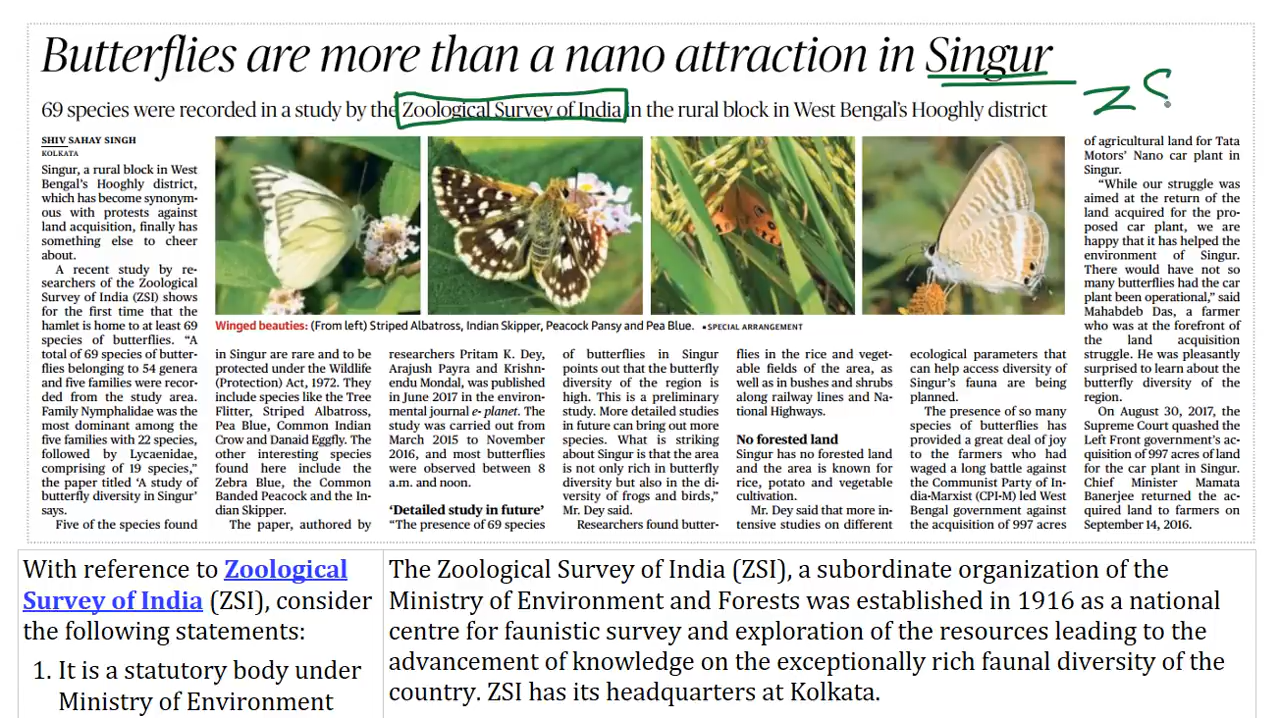 Butterflies are more than a nano attraction in Singur
69 species were recorded in a study by the Zoological Survey of India in the rural block in West Bengal's Hooghly district
ZS
SHIV SAHAY SINGH
KOLKATA
Singur, a rural block in West
Bengal's Hooghly district,
which has become synonym-
ous with protests against
land acquisition, finally has
something else to cheer
about.
A recent study by re-
searchers of the Zoological
Survey of India (ZSI) shows
for the first time that the
hamlet is home to at least 69
species of butterflies. “A
total of 69 species of butter-
flies belonging to 54 genera
and five families were recor-
ded from the study area.
Family Nymphalidae was the
most dominant among the
five families with 22 species,
followed by Lycaenidae,
comprising of 19 species,”
the paper titled ‘A study of
butterfly diversity in Singur’
says.
Five of the species found
Winged beauties: (From left) Striped Albatross, Indian Skipper, Peacock Pansy and Pea Blue. ▪SPECIAL ARRANGEMENT
in Singur are rare and to be
protected under the Wildlife
(Protection) Act, 1972. They
include species like the Tree
Flitter, Striped Albatross,
Pea Blue, Common Indian
Crow and Danaid Eggfly. The
other interesting species
found here include the
Zebra Blue, the Common
Banded Peacock and the In-
dian Skipper.
The paper, authored by
researchers Pritam K. Dey,
Arajush Payra and Krishn-
endu Mondal, was published
in June 2017 in the environ-
mental journal e- planet. The
study was carried out from
March 2015 to November
2016, and most butterflies
were observed between 8
a.m. and noon.
‘Detailed study in future’
“The presence of 69 species
of butterflies in Singur
points out that the butterfly
diversity of the region is
high. This is a preliminary
study. More detailed studies
in future can bring out more
species. What is striking
about Singur is that the area
is not only rich in butterfly
diversity but also in the di-
versity of frogs and birds,”
Mr. Dey said.
Researchers found butter-
flies in the rice and veget-
able fields of the area, as
well as in bushes and shrubs
along railway lines and Na-
tional Highways.
No forested land
Singur has no forested land
and the area is known for
rice, potato and vegetable
cultivation.
Mr. Dey said that more in-
tensive studies on different
ecological parameters that
can help access diversity of
Singur's fauna are being
planned.
The presence of so many
species of butterflies has
provided a great deal of joy
to the farmers who had
waged a long battle against
the Communist Party of In-
dia-Marxist (CPI-M) led West
Bengal government against
the acquisition of 997 acres
of agricultural land for Tata
Motors' Nano car plant in
Singur.
“While our struggle was
aimed at the return of the
land acquired for the pro-
posed car plant, we are
happy that it has helped the
environment of Singur.
There would have not so
many butterflies had the car
plant been operational,” said
Mahabdeb Das, a farmer
who was at the forefront of
the land acquisition
struggle. He was pleasantly
surprised to learn about the
butterfly diversity of the
region.
On August 30, 2017, the
Supreme Court quashed the
Left Front government's ac-
quisition of 997 acres of land
for the car plant in Singur.
Chief Minister Mamata
Banerjee returned the ac-
quired land to farmers on
September 14, 2016.
With reference to Zoological
Survey of India (ZSI), consider
the following statements:
1. It is a statutory body under
Ministry of Environment
The Zoological Survey of India (ZSI), a subordinate organization of the
Ministry of Environment and Forests was established in 1916 as a national
centre for faunistic survey and exploration of the resources leading to the
advancement of knowledge on the exceptionally rich faunal diversity of the
country. ZSI has its headquarters at Kolkata.